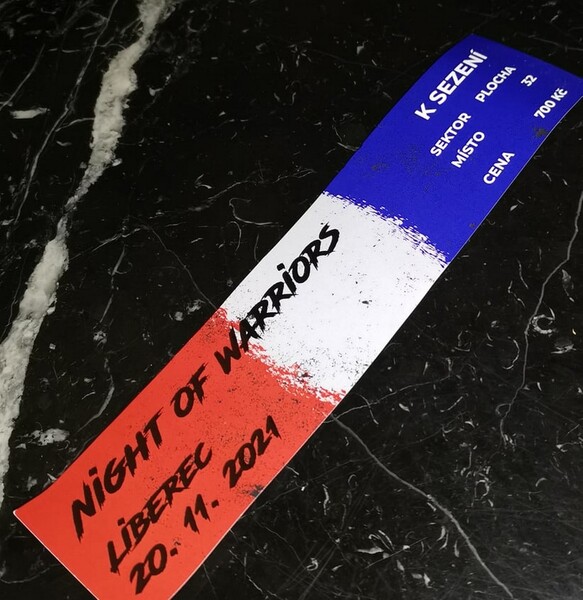 NIGHT OF WARRIORS
LIBEREC
20. 11. 2021
K SEZENÍ
SEKTOR PLOCHA
MÍSTO 32
CENA 700 Kč